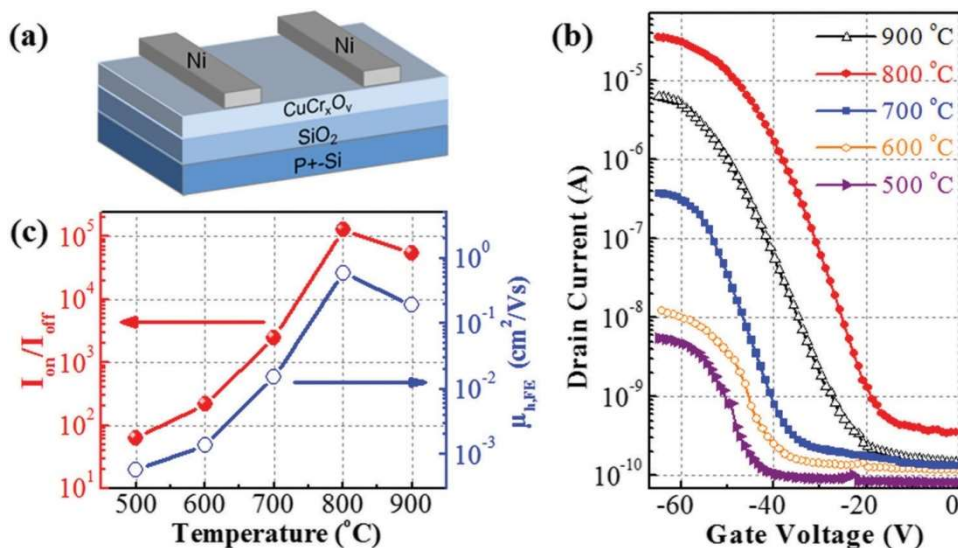 (a)
Ni
Ni
CuCrₓOᵧ
SiO₂
P+-Si
(b)
Drain Current (A)
10⁻⁵
10⁻⁶
10⁻⁷
10⁻⁸
10⁻⁹
10⁻¹⁰
900 °C
800 °C
700 °C
600 °C
500 °C
-60 -40 -20 0
Gate Voltage (V)
(c)
Iₒₙ/Iₒff
10⁵
10⁴
10³
10²
10¹
10⁰
10⁻¹
10⁻²
10⁻³
μh,FE (cm²/Vs)
500 600 700 800 900
Temperature (°C)